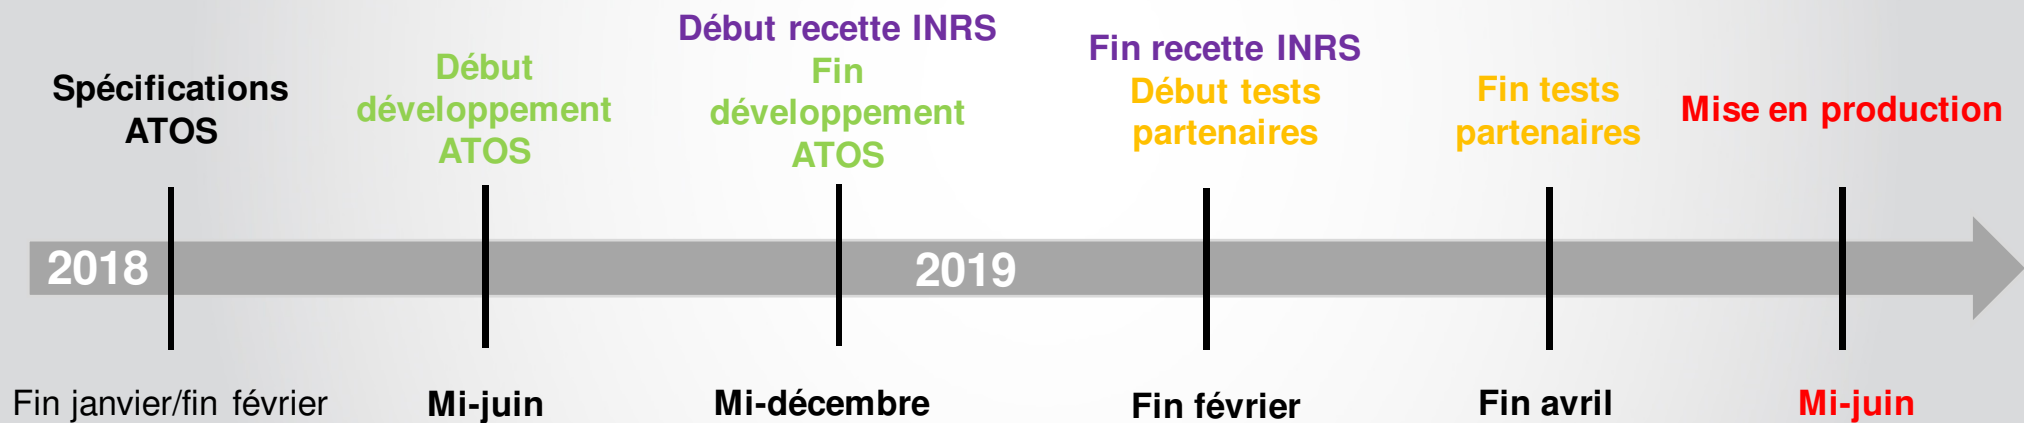 Spécifications
ATOS
Début
développement
ATOS
Début recette INRS
Fin
développement
ATOS
Fin recette INRS
Début tests
partenaires
Fin tests
partenaires
Mise en production
2018
2019
Fin janvier/fin février
Mi-juin
Mi-décembre
Fin février
Fin avril
Mi-juin